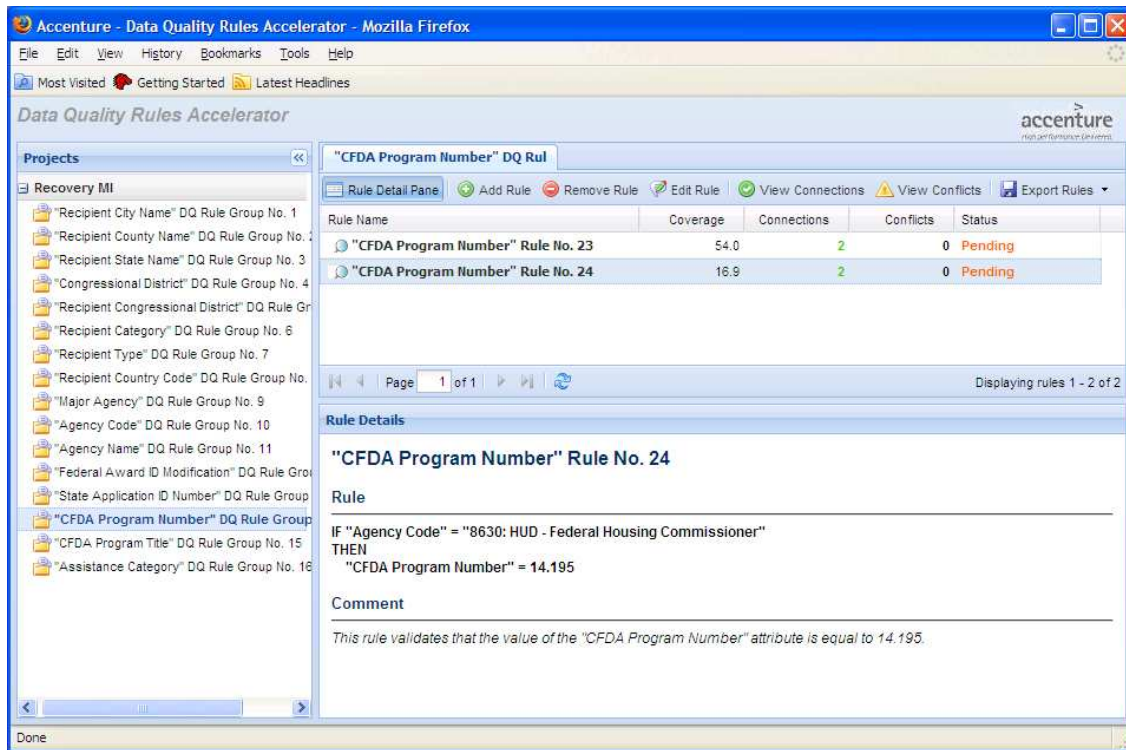 Accenture - Data Quality Rules Accelerator - Mozilla Firefox
File Edit View History Bookmarks Tools Help
Most Visited Getting Started Latest Headlines
Data Quality Rules Accelerator
accenture
High performance. Delivered.
Projects
Recovery MI
"Recipient City Name" DQ Rule Group No. 1
"Recipient County Name" DQ Rule Group No. 2
"Recipient State Name" DQ Rule Group No. 3
"Congressional District" DQ Rule Group No. 4
"Recipient Congressional District" DQ Rule Gr
"Recipient Category" DQ Rule Group No. 6
"Recipient Type" DQ Rule Group No. 7
"Recipient Country Code" DQ Rule Group No.
"Major Agency" DQ Rule Group No. 9
"Agency Code" DQ Rule Group No. 10
"Agency Name" DQ Rule Group No. 11
"Federal Award ID Modification" DQ Rule Grou
"State Application ID Number" DQ Rule Group
"CFDA Program Number" DQ Rule Group
"CFDA Program Title" DQ Rule Group No. 15
"Assistance Category" DQ Rule Group No. 16
"CFDA Program Number" DQ Rul
Rule Detail Pane Add Rule Remove Rule Edit Rule View Connections View Conflicts Export Rules
Rule Name Coverage Connections Conflicts Status
"CFDA Program Number" Rule No. 23 54.0 2 0 Pending
"CFDA Program Number" Rule No. 24 16.9 2 0 Pending
Page 1 of 1 Displaying rules 1 - 2 of 2
Rule Details
"CFDA Program Number" Rule No. 24
Rule
IF "Agency Code" = "8630: HUD - Federal Housing Commissioner"
THEN
"CFDA Program Number" = 14.195
Comment
This rule validates that the value of the "CFDA Program Number" attribute is equal to 14.195.
Done